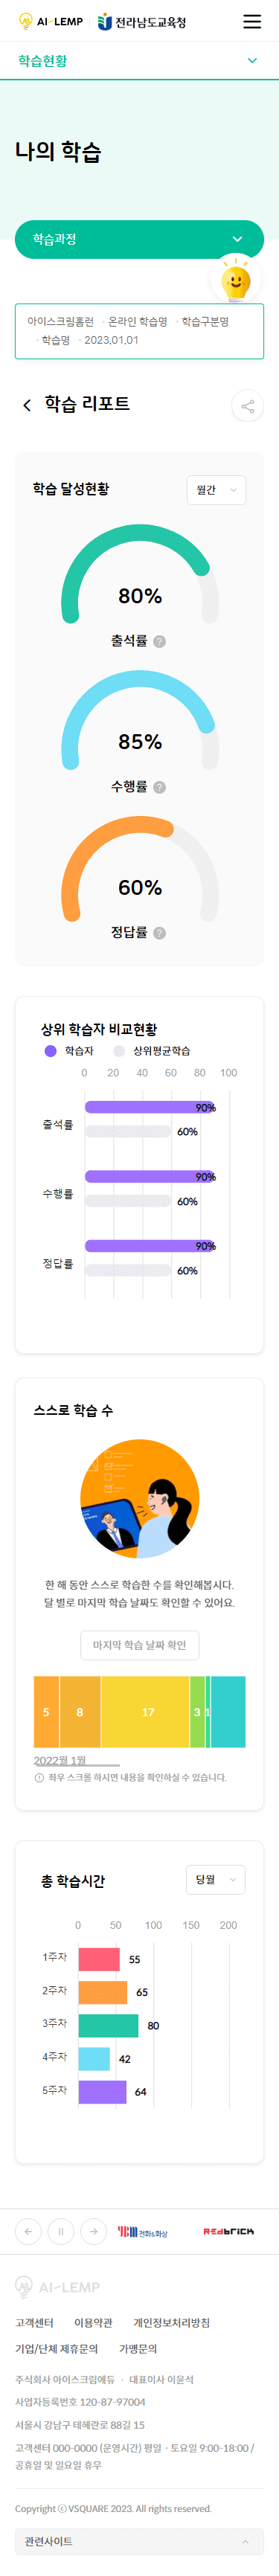 AI-LEMP 전라남도교육청
학습현황
나의 학습
학습과정
아이스크림홈런 · 온라인 학습명 · 학습구분명
· 학습명 · 2023.01.01
학습 리포트
학습 달성현황 월간
80%
출석률 ?
85%
수행률 ?
60%
정답률 ?
상위 학습자 비교현황
학습자 상위평균학습
0 20 40 60 80 100
90%
출석률
60%
90%
수행률
60%
90%
정답률
60%
스스로 학습 수
한 해 동안 스스로 학습한 수를 확인해봅시다.
달 별로 마지막 학습 날짜도 확인할 수 있어요.
마지막 학습 날짜 확인
5 8 17 3 1
2022월 1월
좌우 스크롤 하시면 내용을 확인하실 수 있습니다.
총 학습시간 당월
0 50 100 150 200
1주차 55
2주차 65
3주차 80
4주차 42
5주차 64
YBM 전화&화상 REdbricK
AI-LEMP
고객센터 이용약관 개인정보처리방침
기업/단체 제휴문의 가맹문의
주식회사 아이스크림에듀 · 대표이사 이윤석
사업자등록번호 120-87-97004
서울시 강남구 테헤란로 88길 15
고객센터 000-0000 (운영시간) 평일 · 토요일 9:00-18:00 /
공휴일 및 일요일 휴무
Copyright ⓒ VSQUARE 2023. All rights reserved.
관련사이트